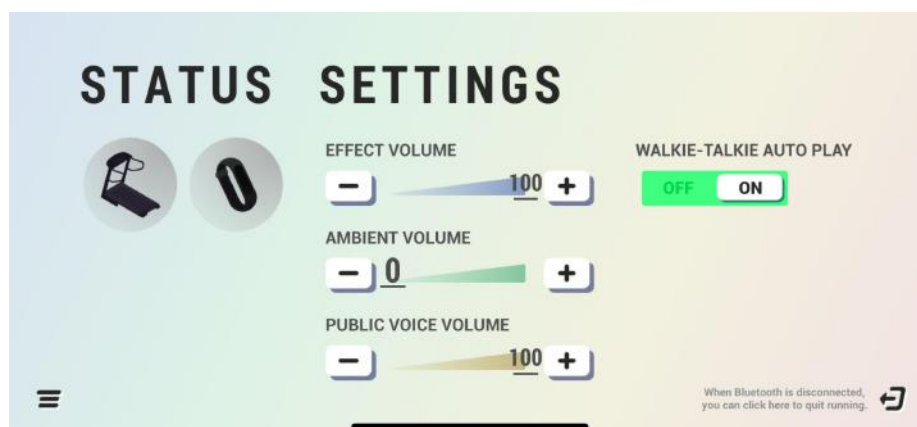 STATUS
SETTINGS
EFFECT VOLUME
100
WALKIE-TALKIE AUTO PLAY
OFF
ON
AMBIENT VOLUME
0
PUBLIC VOICE VOLUME
100
When Bluetooth is disconnected,
you can click here to quit running.